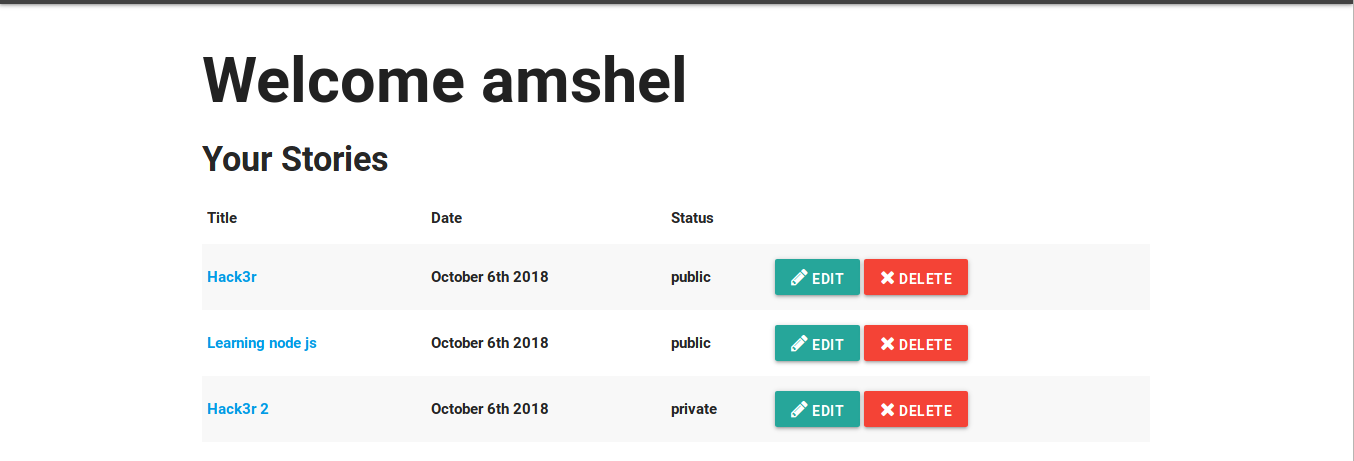 Welcome amshel
Your Stories
Title Date Status
Hack3r October 6th 2018 public EDIT DELETE
Learning node js October 6th 2018 public EDIT DELETE
Hack3r 2 October 6th 2018 private EDIT DELETE